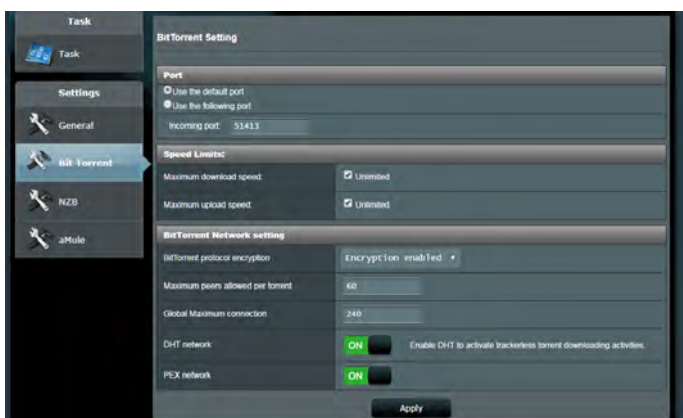 Task
Task
Settings
General
Bit Torrent
NZB
aMule
BitTorrent Setting
Port
Use the default port
Use the following port
Incoming port: 51413
Speed Limits:
Maximum download speed: Unlimited
Maximum upload speed: Unlimited
BitTorrent Network setting
BitTorrent protocol encryption Encryption enabled
Maximum peers allowed per torrent 60
Global Maximum connection 240
DHT network ON Enable DHT to activate trackerless torrent downloading activities.
PEX network ON
Apply